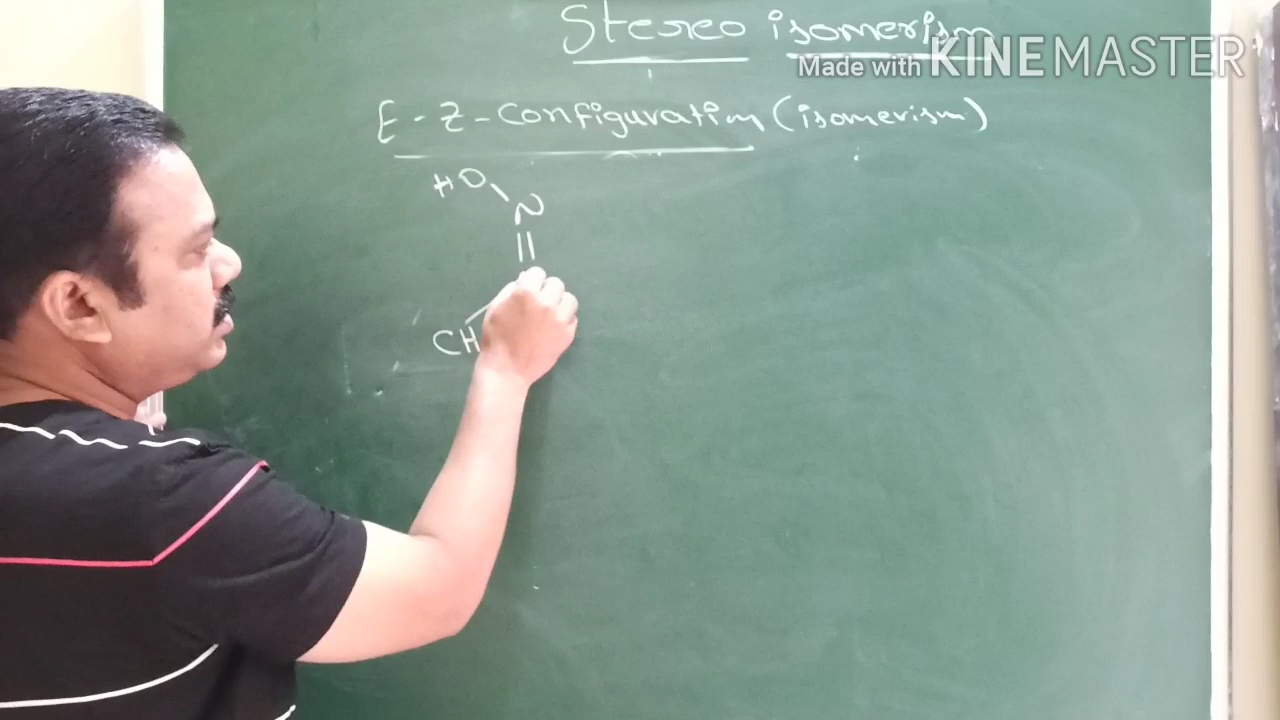 Stereo isomerism
Made with KINEMASTER
E-Z-Configuration (isomerism)
HO
N
CH